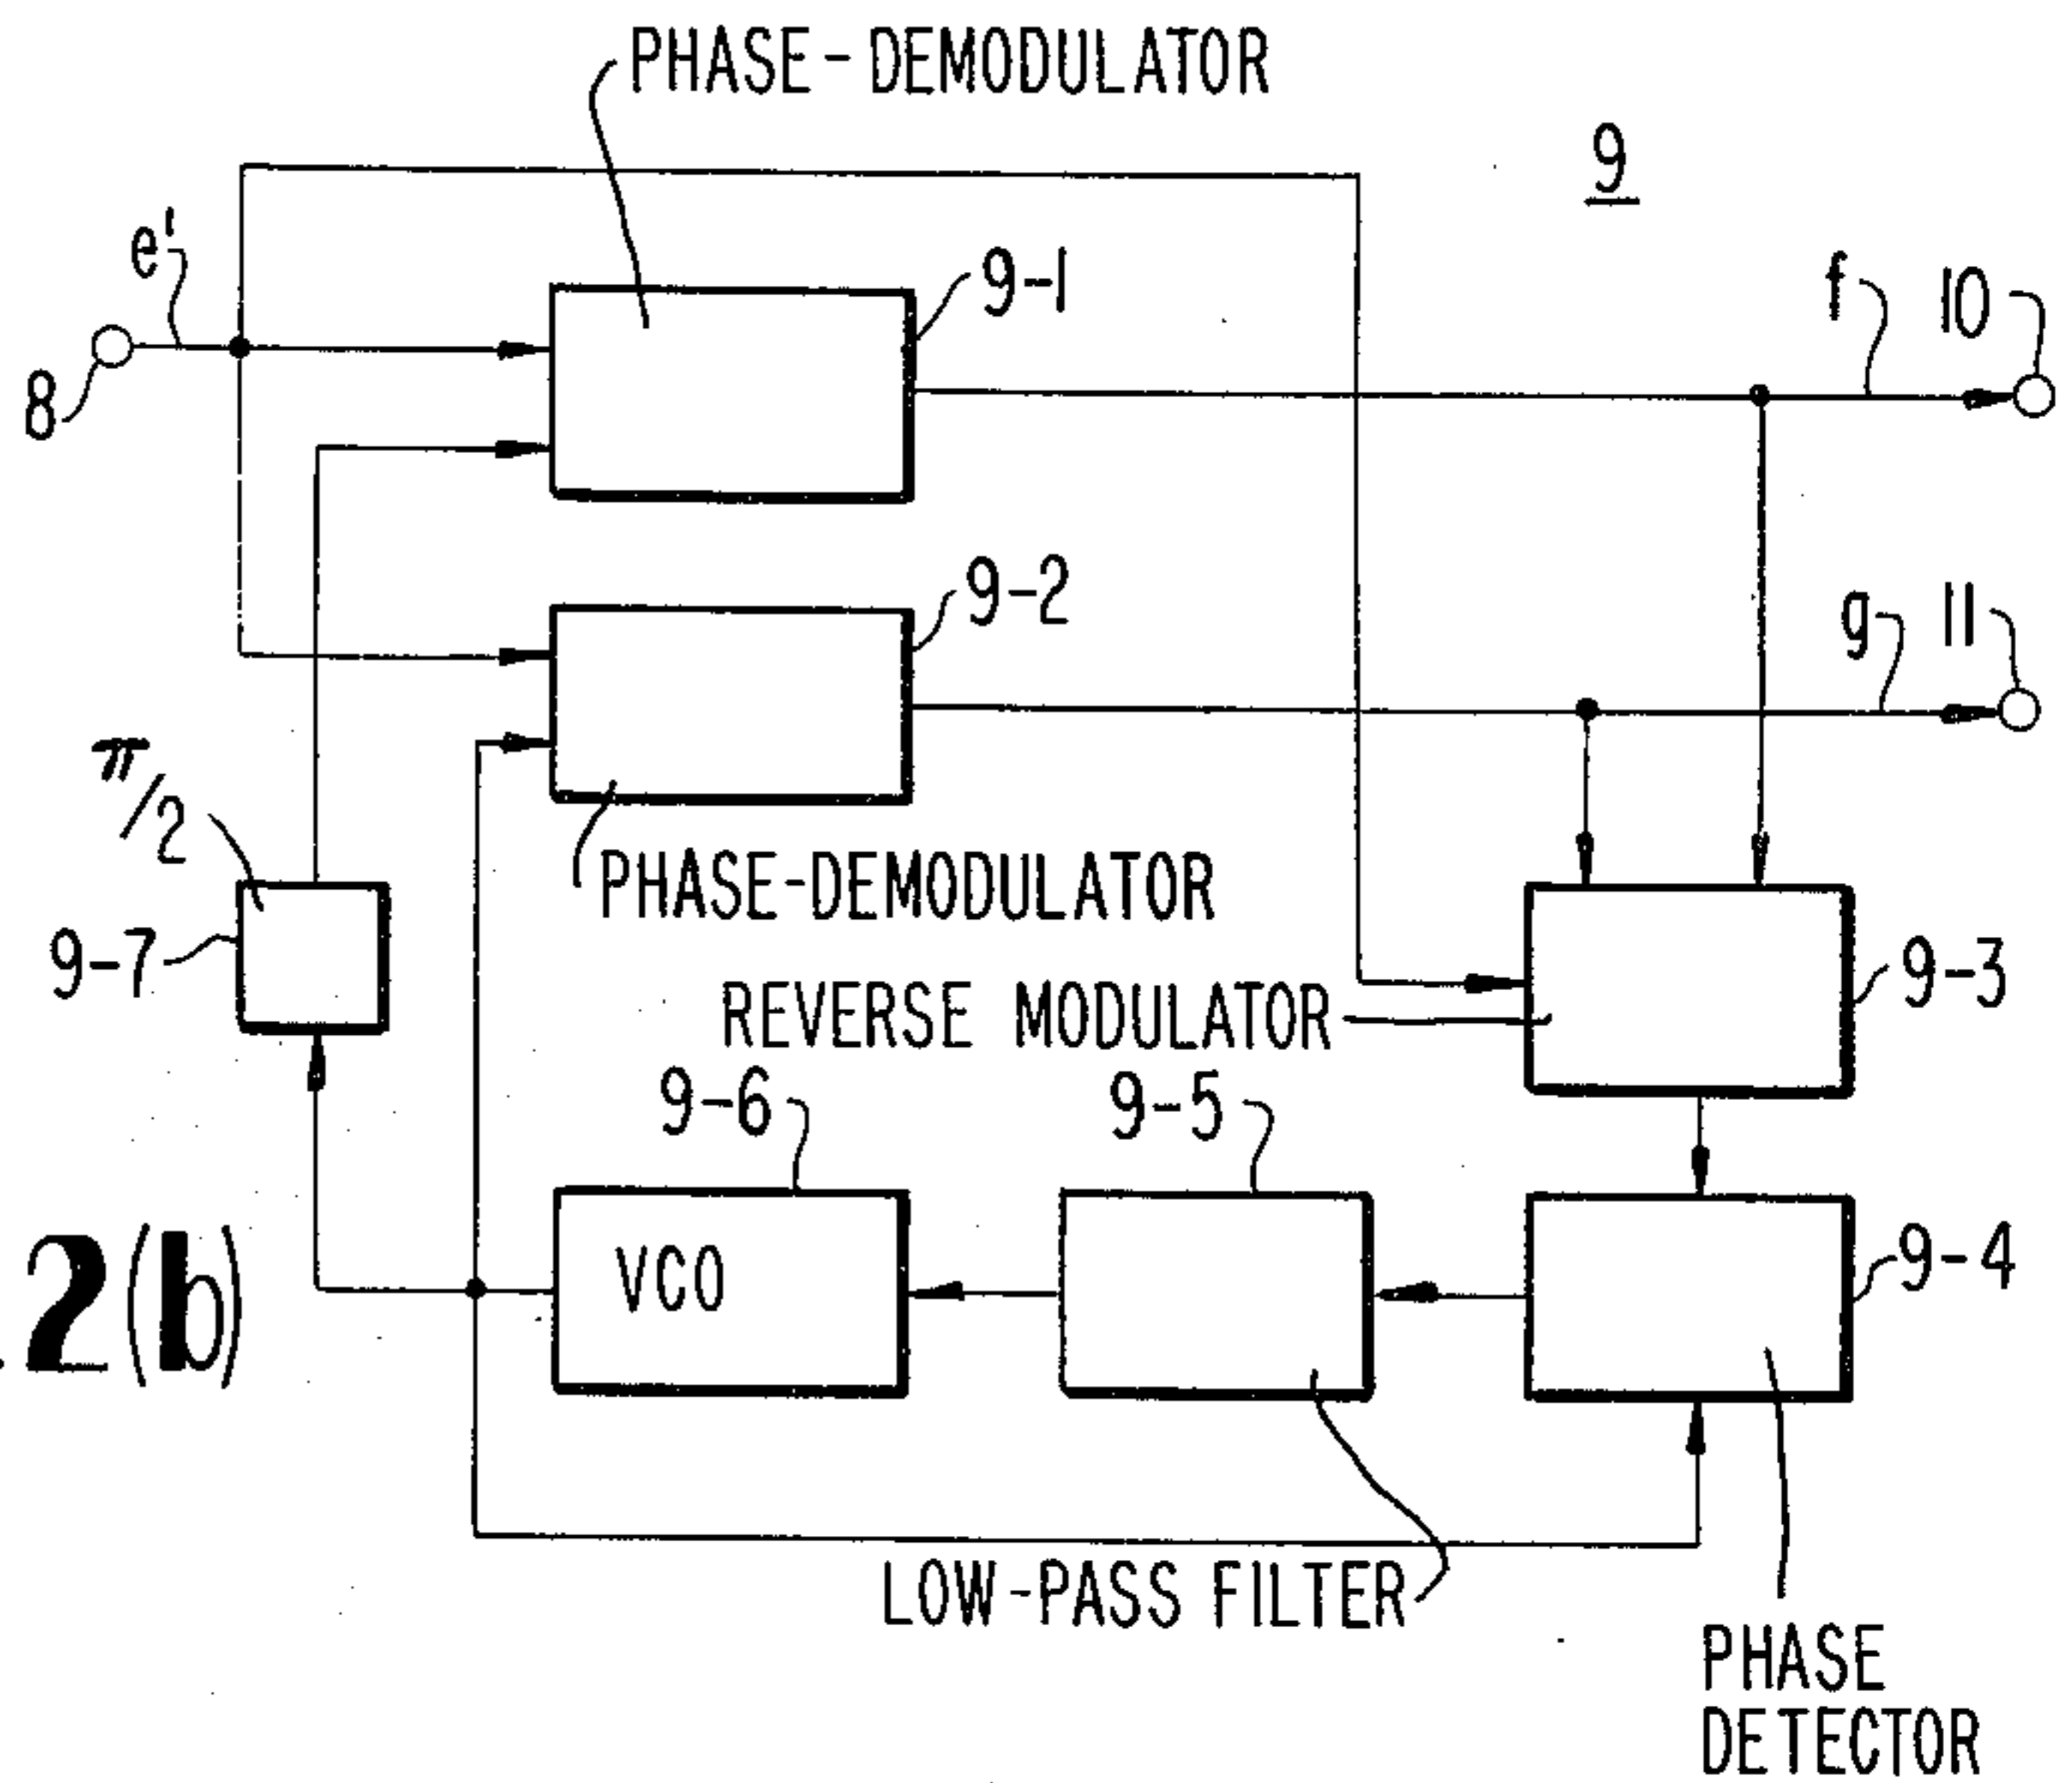 PHASE-DEMODULATOR
9
e'
9-1
f
10
8
9-2
g
11
π/2
PHASE-DEMODULATOR
9-7
9-3
REVERSE MODULATOR
9-6
9-5
VCO
9-4
.2(b)
LOW-PASS FILTER
PHASE
DETECTOR